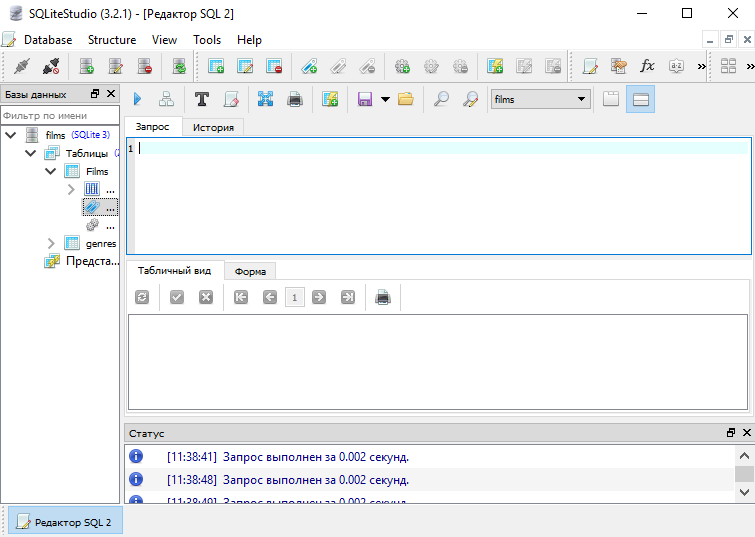 SQLiteStudio (3.2.1) - [Редактор SQL 2]
Database Structure View Tools Help
Базы данных
films
Фильтр по имени
Запрос История
films (SQLite 3)
1
Таблицы (2
Films
...
...
...
genres
Предста...
Табличный вид Форма
1
Статус
[11:38:41] Запрос выполнен за 0.002 секунд.
[11:38:48] Запрос выполнен за 0.002 секунд.
[11:38:49] Запрос выполнен за 0.002 секунд.
Редактор SQL 2